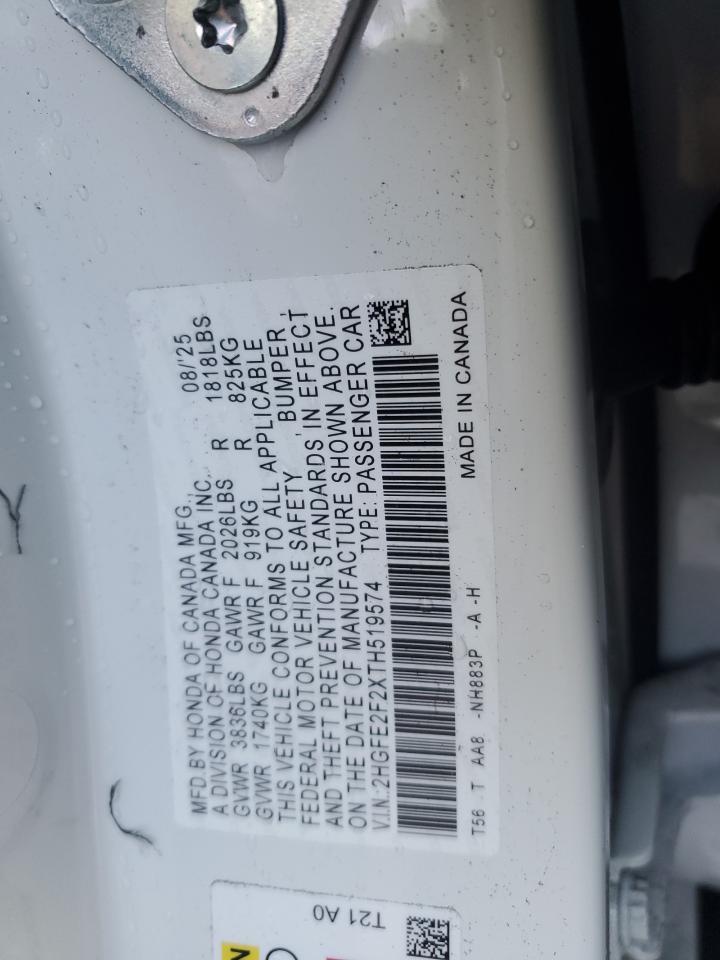 MFD.BY HONDA OF CANADA MFG., 08/'25
A DIVISION OF HONDA CANADA INC.
GVWR 3836LBS GAWR F 2026LBS R 1818LBS
GVWR 1740KG GAWR F 919KG R 825KG
THIS VEHICLE CONFORMS TO ALL APPLICABLE
FEDERAL MOTOR VEHICLE SAFETY , BUMPER ,
AND THEFT PREVENTION STANDARDS IN EFFECT
ON THE DATE OF MANUFACTURE SHOWN ABOVE.
V.I.N:2HGFE2F2XTH519574 TYPE: PASSENGER CAR
MADE IN CANADA
T56 T AA8 -NH883P -A -H
T21 A0